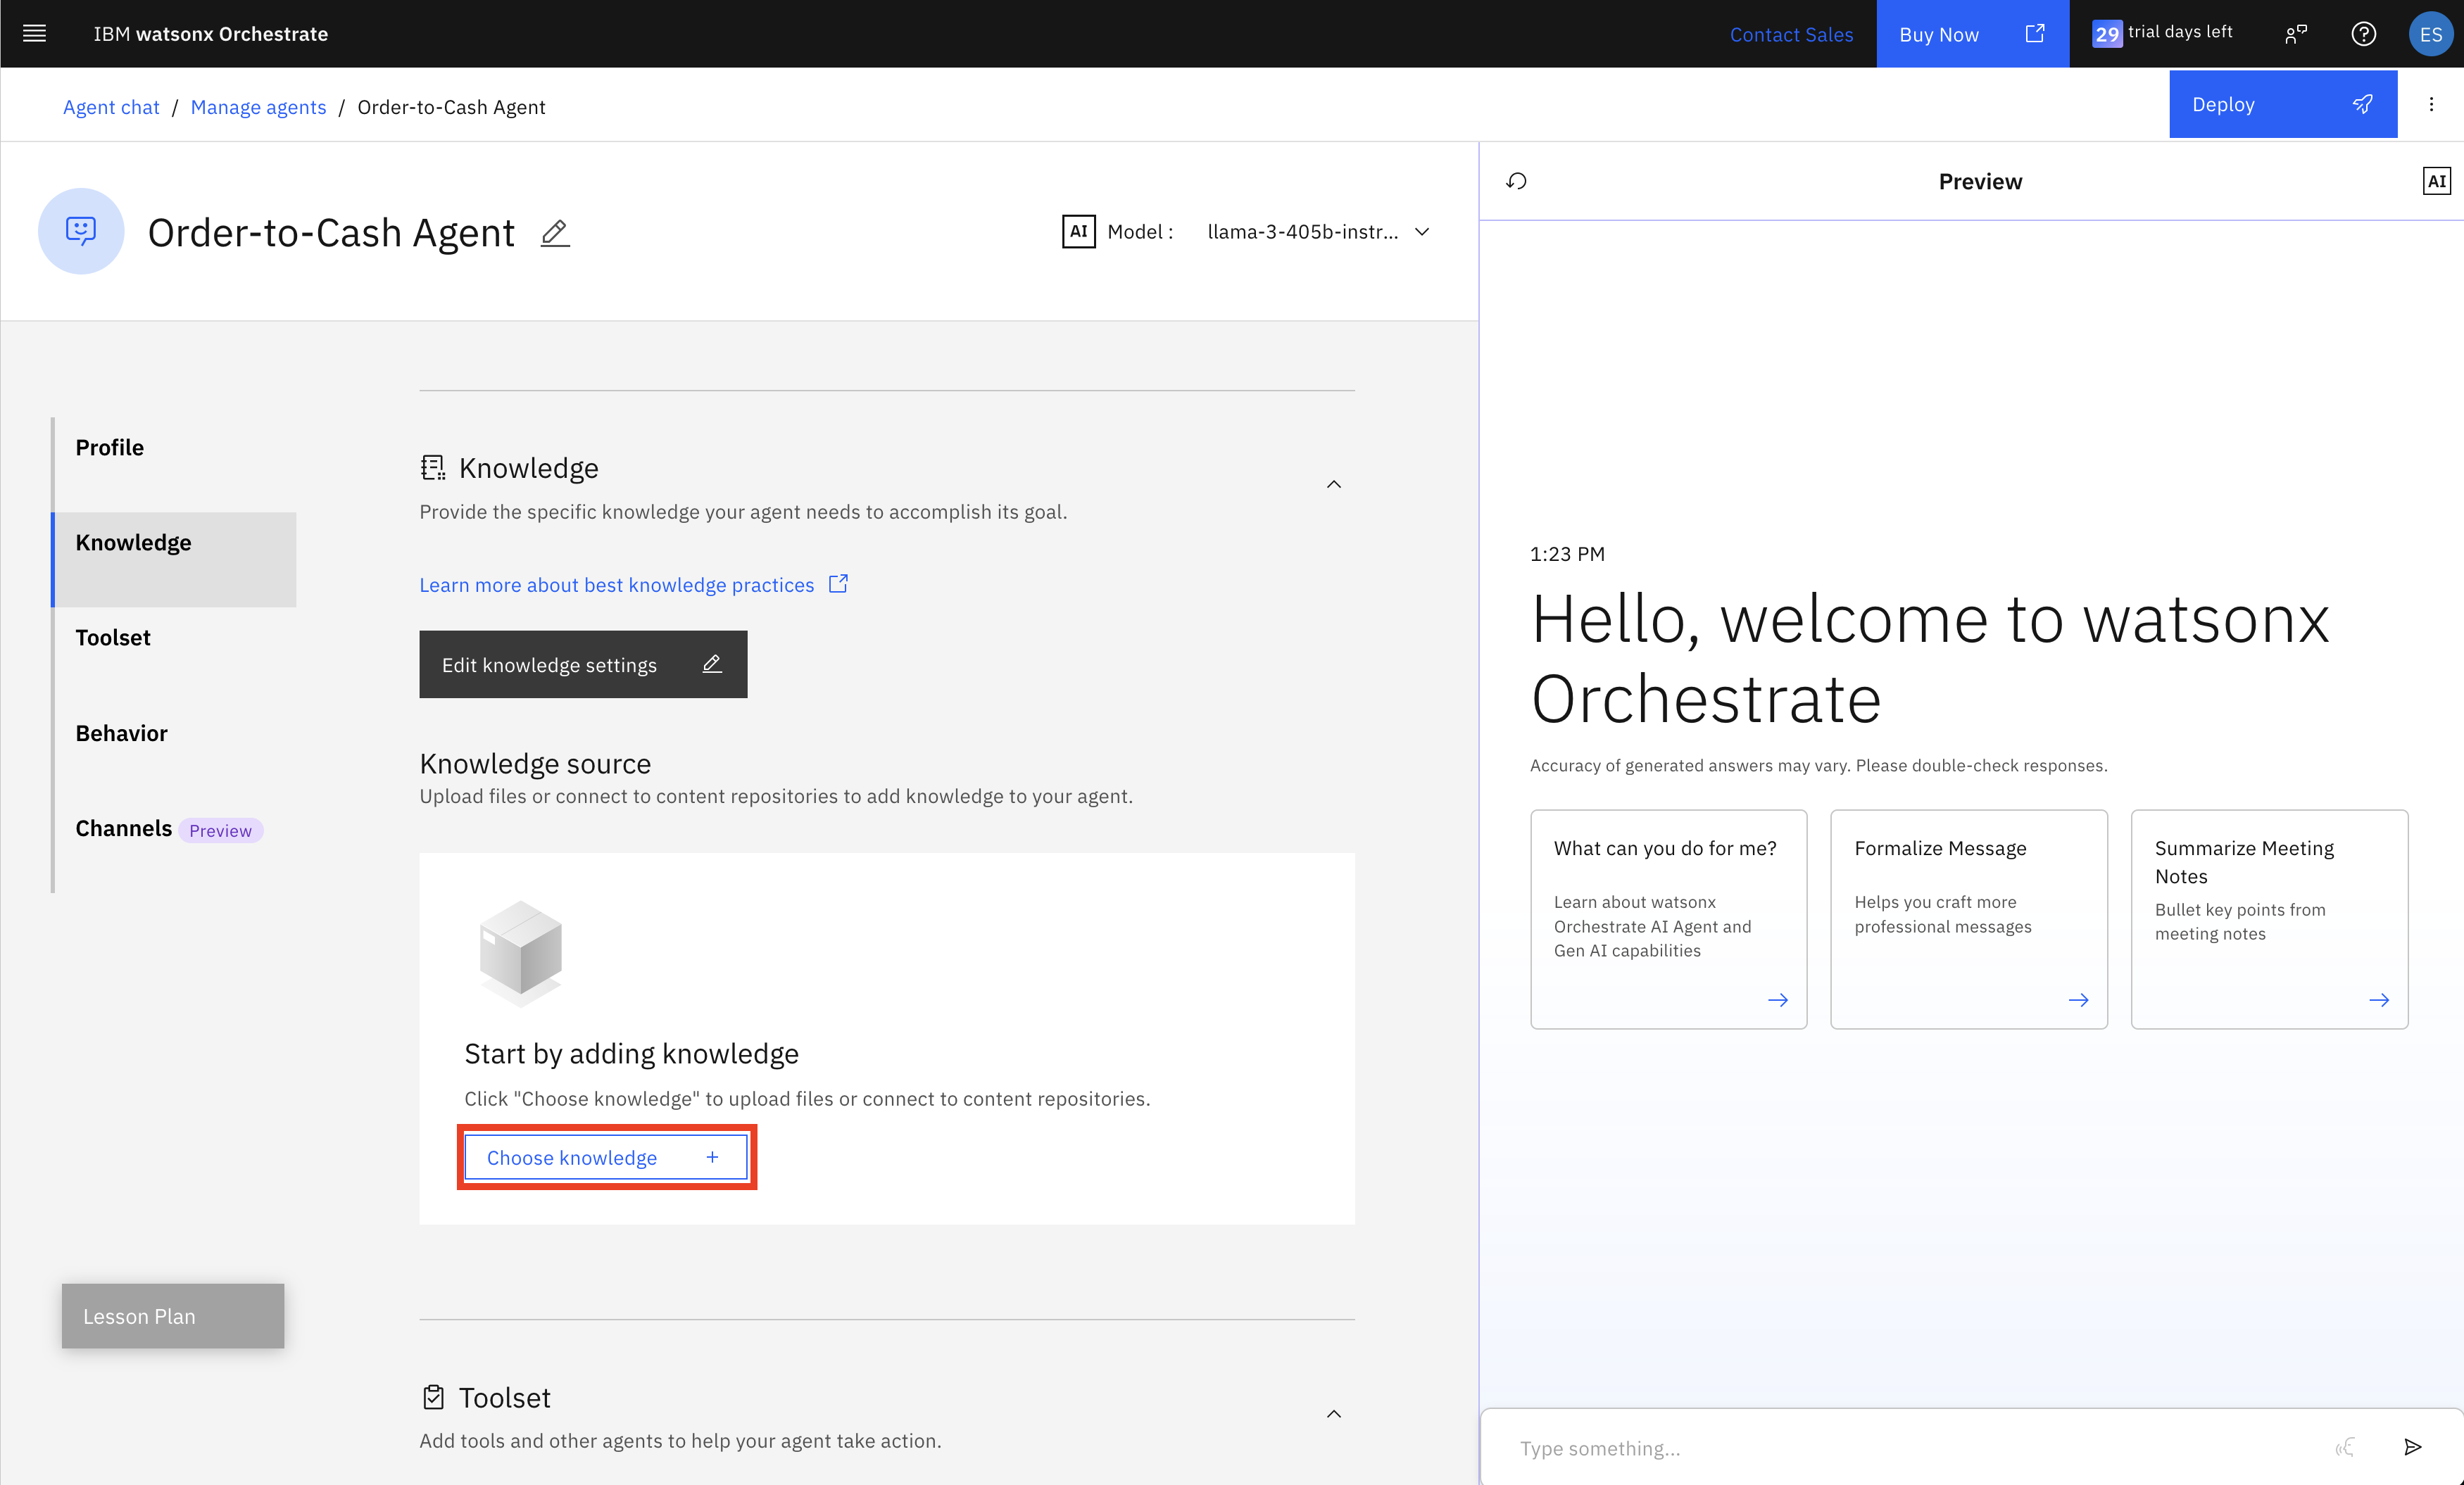 IBM watsonx Orchestrate
Contact Sales
Buy Now
29 trial days left
ES
Agent chat / Manage agents / Order-to-Cash Agent
Deploy
Order-to-Cash Agent
AI Model : llama-3-405b-instr...
Profile
Knowledge
Toolset
Behavior
Channels Preview
Lesson Plan
Knowledge
Provide the specific knowledge your agent needs to accomplish its goal.
Learn more about best knowledge practices
Edit knowledge settings
Knowledge source
Upload files or connect to content repositories to add knowledge to your agent.
Start by adding knowledge
Click "Choose knowledge" to upload files or connect to content repositories.
Choose knowledge +
Toolset
Add tools and other agents to help your agent take action.
Preview
AI
1:23 PM
Hello, welcome to watsonx
Orchestrate
Accuracy of generated answers may vary. Please double-check responses.
What can you do for me?
Learn about watsonx
Orchestrate AI Agent and
Gen AI capabilities
Formalize Message
Helps you craft more
professional messages
Summarize Meeting
Notes
Bullet key points from
meeting notes
Type something...